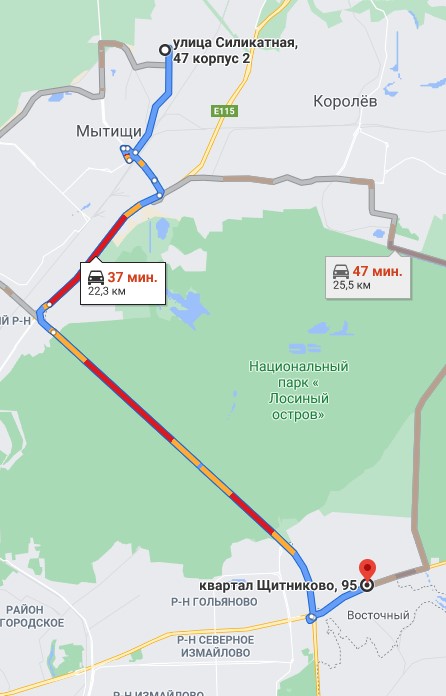 улица Силикатная,
47 корпус 2
Королёв
E115
Мытищи
37 мин.
22,3 км
47 мин.
25,5 км
ИЙ Р-Н
Национальный
парк «
Лосиный
остров»
квартал Щитниково, 95
Р-Н ГОЛЬЯНОВО
Восточный
РАЙОН
ГОРОДСКОЕ
Р-Н СЕВЕРНОЕ
ИЗМАЙЛОВО
Р-Н ИЗМАЙЛОВО